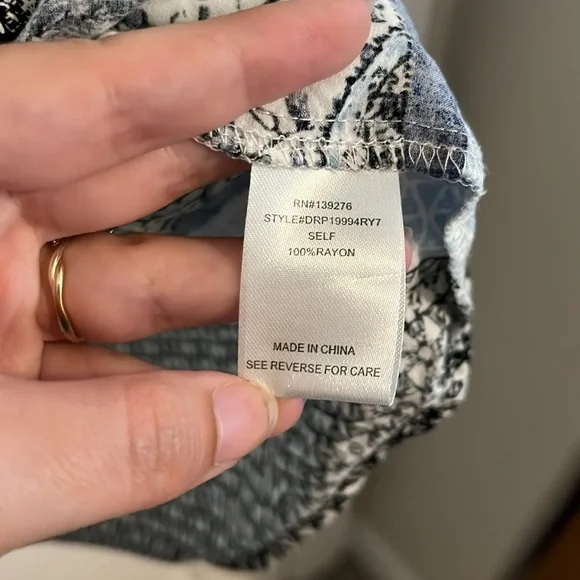 RN#139276
STYLE#DRP19994RY7
SELF
100%RAYON
MADE IN CHINA
SEE REVERSE FOR CARE